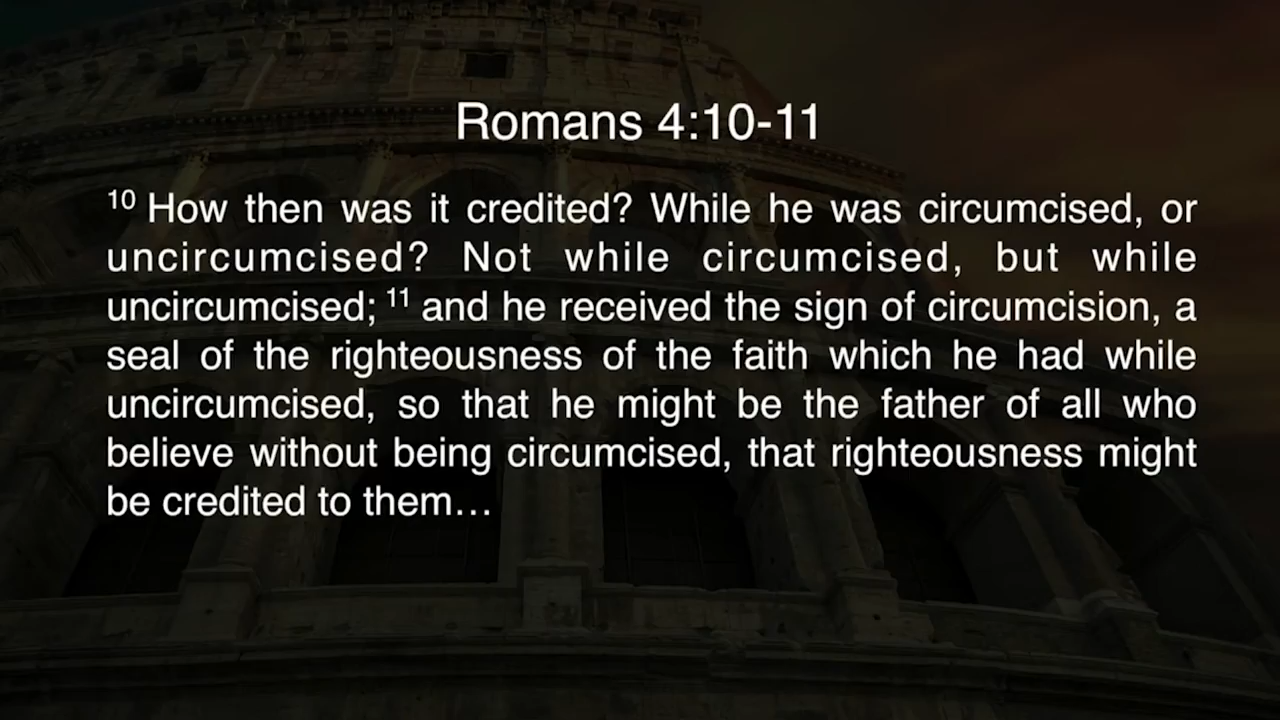 Romans 4:10-11
10 How then was it credited? While he was circumcised, or
uncircumcised? Not while circumcised, but while
uncircumcised; 11 and he received the sign of circumcision, a
seal of the righteousness of the faith which he had while
uncircumcised, so that he might be the father of all who
believe without being circumcised, that righteousness might
be credited to them…